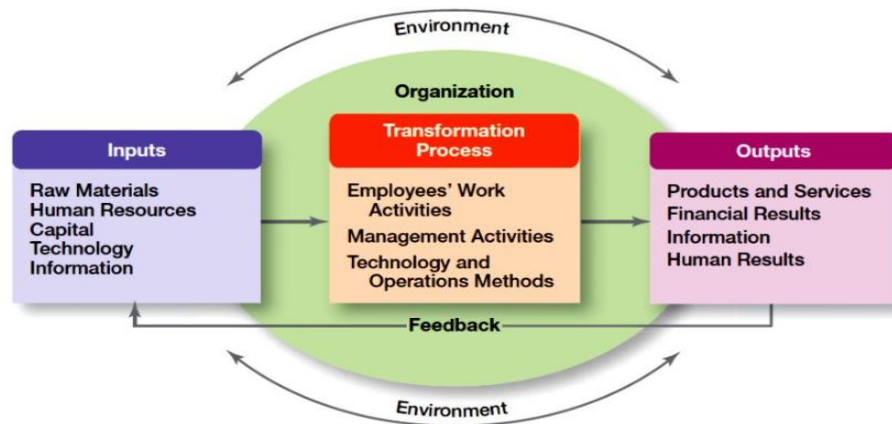 Environment
Organization
Inputs
Raw Materials
Human Resources
Capital
Technology
Information
Transformation
Process
Employees' Work
Activities
Management Activities
Technology and
Operations Methods
Outputs
Products and Services
Financial Results
Information
Human Results
Feedback
Environment